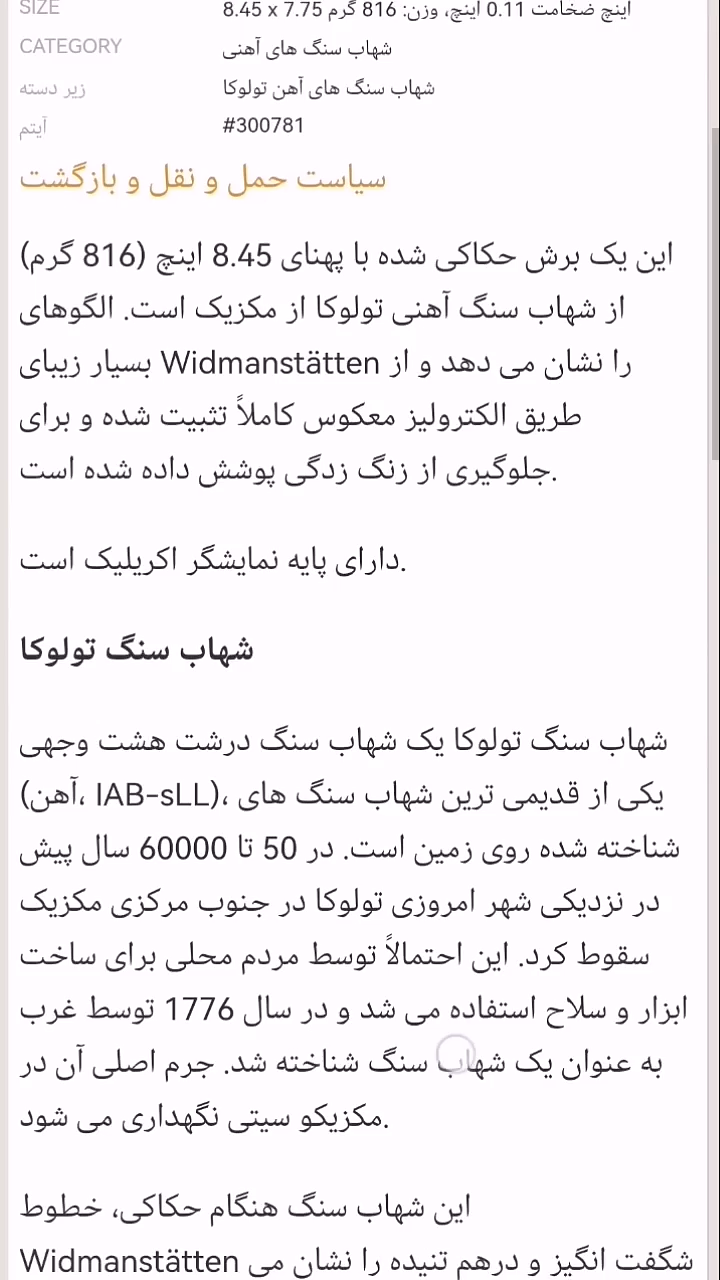 SIZE
8.45 x 7.75 اینچ ضخامت 0.11 اینچ، وزن: 816 گرم
CATEGORY
شهاب سنگ های آهنی
زیر دسته
شهاب سنگ های آهن تولوکا
آیتم
#300781
سیاست حمل و نقل و بازگشت
این یک برش حکاکی شده با پهنای 8.45 اینچ (816 گرم)
از شهاب سنگ آهنی تولوکا از مکزیک است. الگوهای
بسیار زیبای Widmanstätten را نشان می دهد و از
طریق الکترولیز معکوس کاملاً تثبیت شده و برای
جلوگیری از زنگ زدگی پوشش داده شده است.
دارای پایه نمایشگر اکریلیک است.
شهاب سنگ تولوکا
شهاب سنگ تولوکا یک شهاب سنگ درشت هشت وجهی
(آهن، IAB-sLL)، یکی از قدیمی ترین شهاب سنگ های
شناخته شده روی زمین است. در 50 تا 60000 سال پیش
در نزدیکی شهر امروزی تولوکا در جنوب مرکزی مکزیک
سقوط کرد. این احتمالاً توسط مردم محلی برای ساخت
ابزار و سلاح استفاده می شد و در سال 1776 توسط غرب
به عنوان یک شهاب سنگ شناخته شد. جرم اصلی آن در
مکزیکو سیتی نگهداری می شود.
این شهاب سنگ هنگام حکاکی، خطوط
شگفت انگیز و درهم تنیده را نشان می Widmanstätten